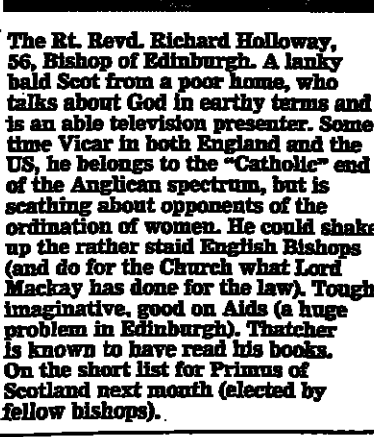 The Rt. Revd. Richard Holloway,
56, Bishop of Edinburgh. A lanky
bald Scot from a poor home, who
talks about God in earthy terms and
is an able television presenter. Some
time Vicar in both England and the
US, he belongs to the "Catholic" end
of the Anglican spectrum, but is
scathing about opponents of the
ordination of women. He could shake
up the rather staid English Bishops
(and do for the Church what Lord
Mackay has done for the law). Tough
imaginative, good on Aids (a huge
problem in Edinburgh). Thatcher
is known to have read his books.
On the short list for Primus of
Scotland next month (elected by
fellow bishops).